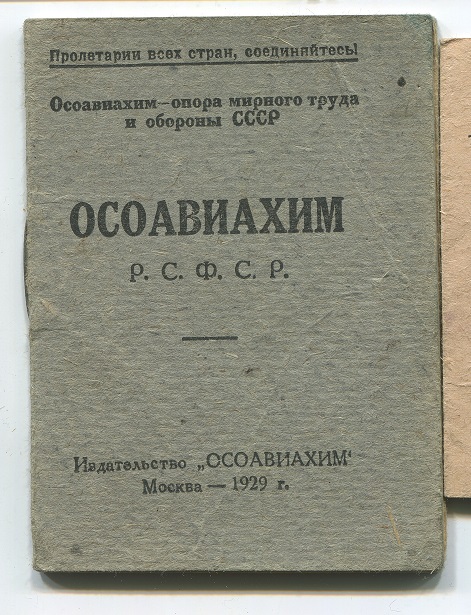 Пролетарии всех стран, соединяйтесь!
Осоавиахим—опора мирного труда
и обороны СССР
ОСОАВИАХИМ
Р. С. Ф. С. Р.
Издательство „ОСОАВИАХИМ“
Москва — 1929 г.